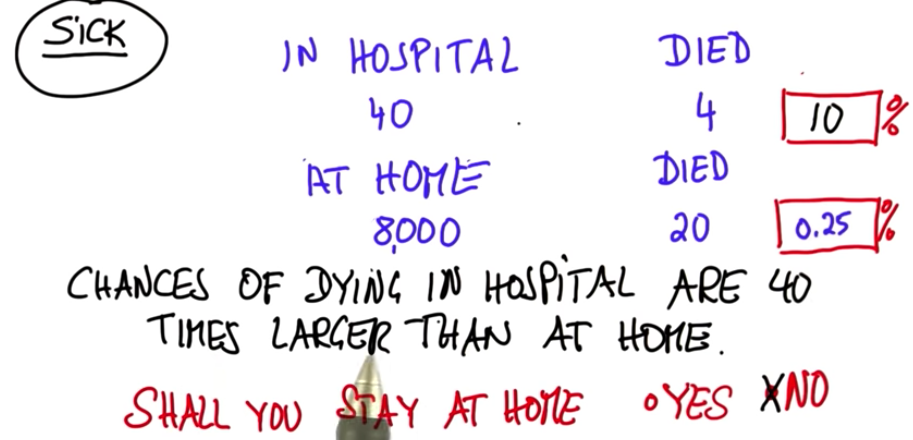 SICK
IN HOSPITAL DIED
40 4 10 %
AT HOME DIED
8,000 20 0.25 %
CHANCES OF DYING IN HOSPITAL ARE 40
TIMES LARGER THAN AT HOME.
SHALL YOU STAY AT HOME YES X NO